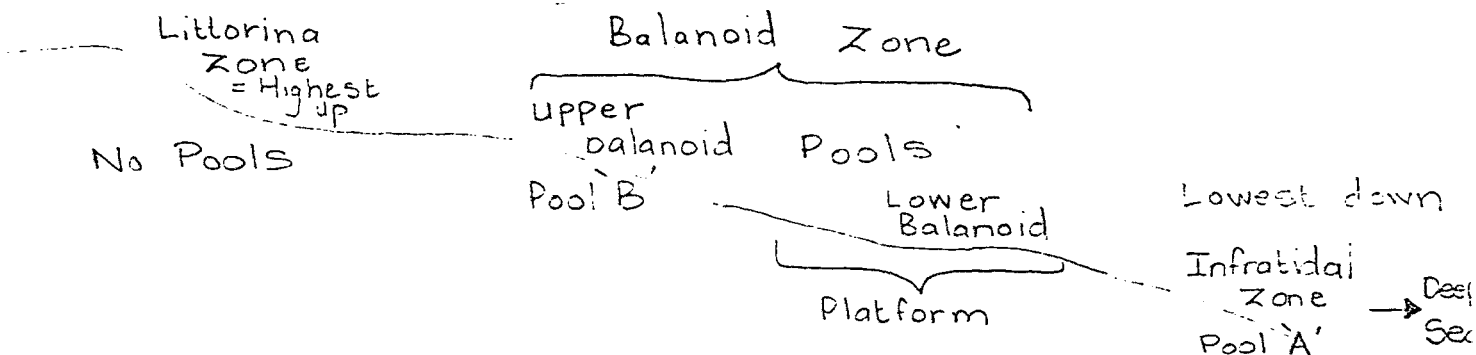 Littorina
Zone
= Highest
up
No Pools
Balanoid Zone
upper
balanoid Pools
Pool 'B'
Lower
Balanoid
Platform
Lowest down
Infratidal
Zone
Pool 'A'